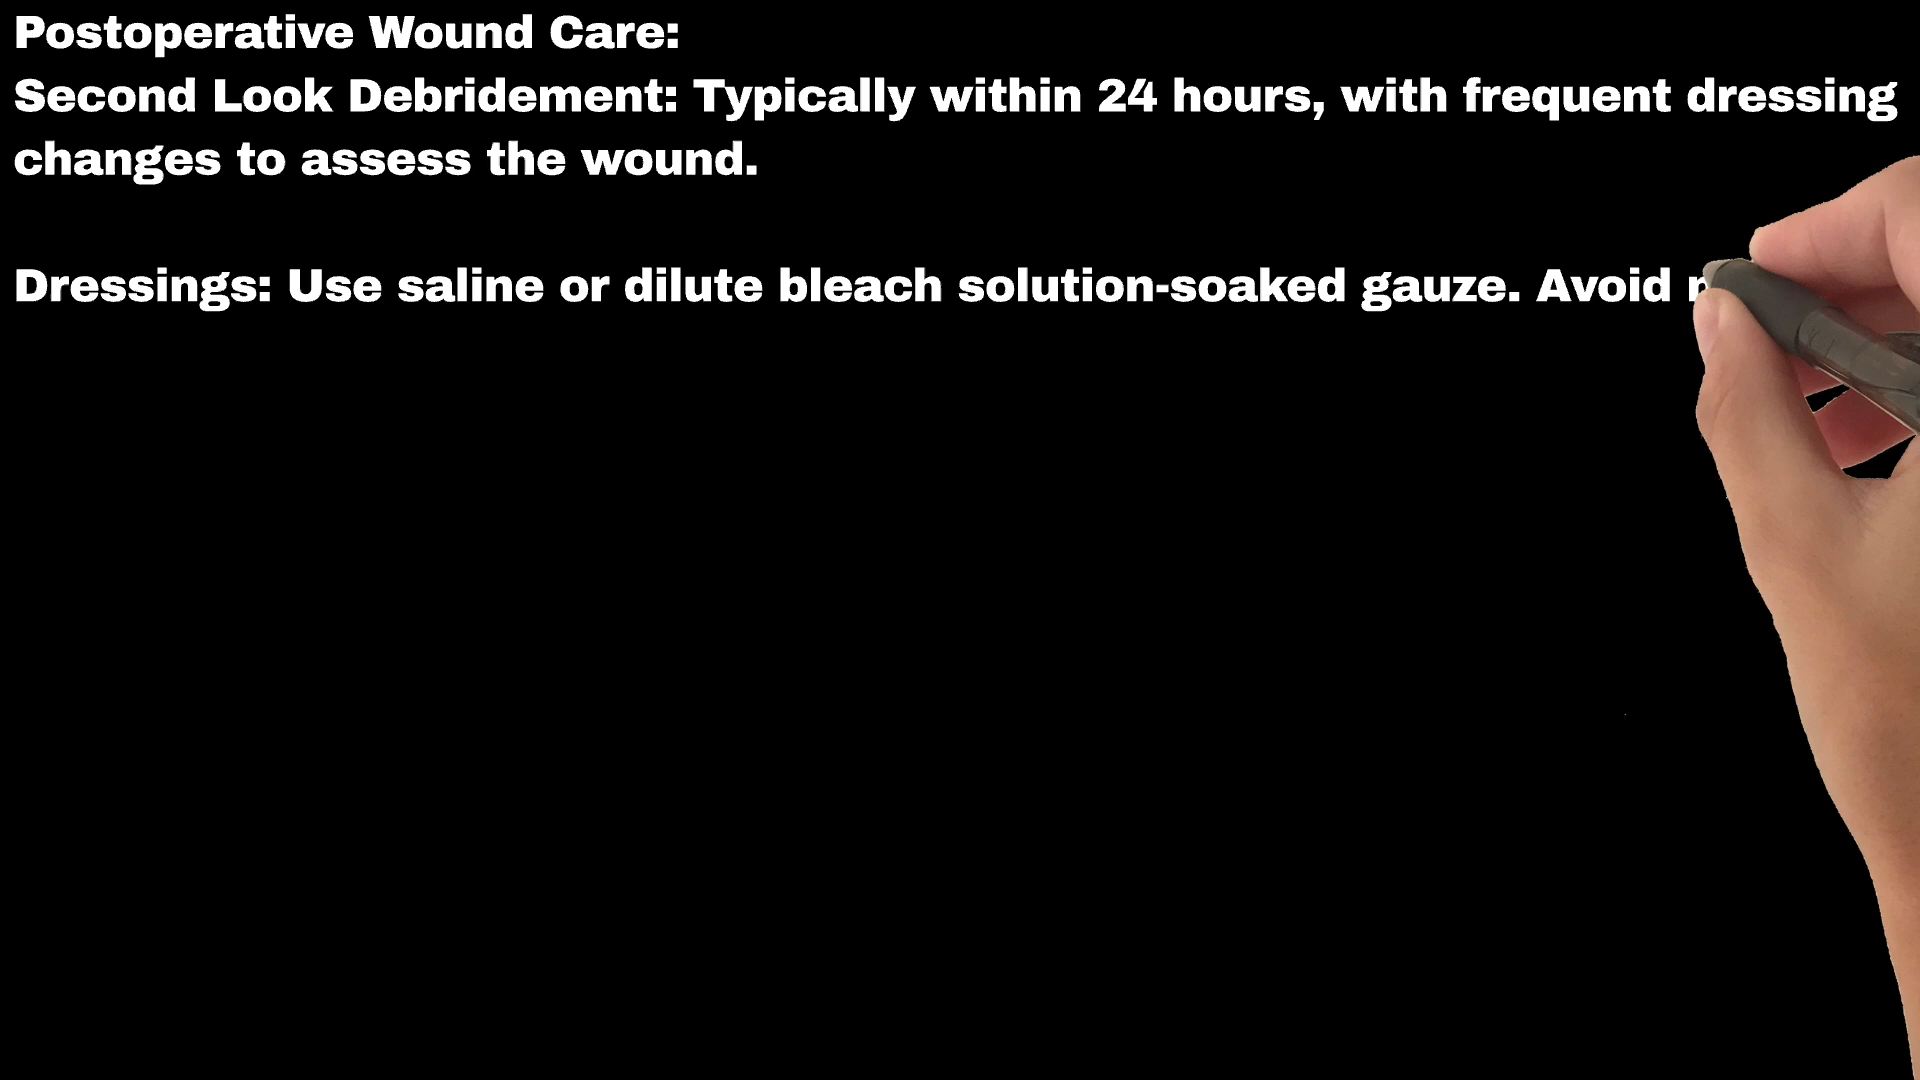 Postoperative Wound Care:
Second Look Debridement: Typically within 24 hours, with frequent dressing
changes to assess the wound.
Dressings: Use saline or dilute bleach solution-soaked gauze. Avoid